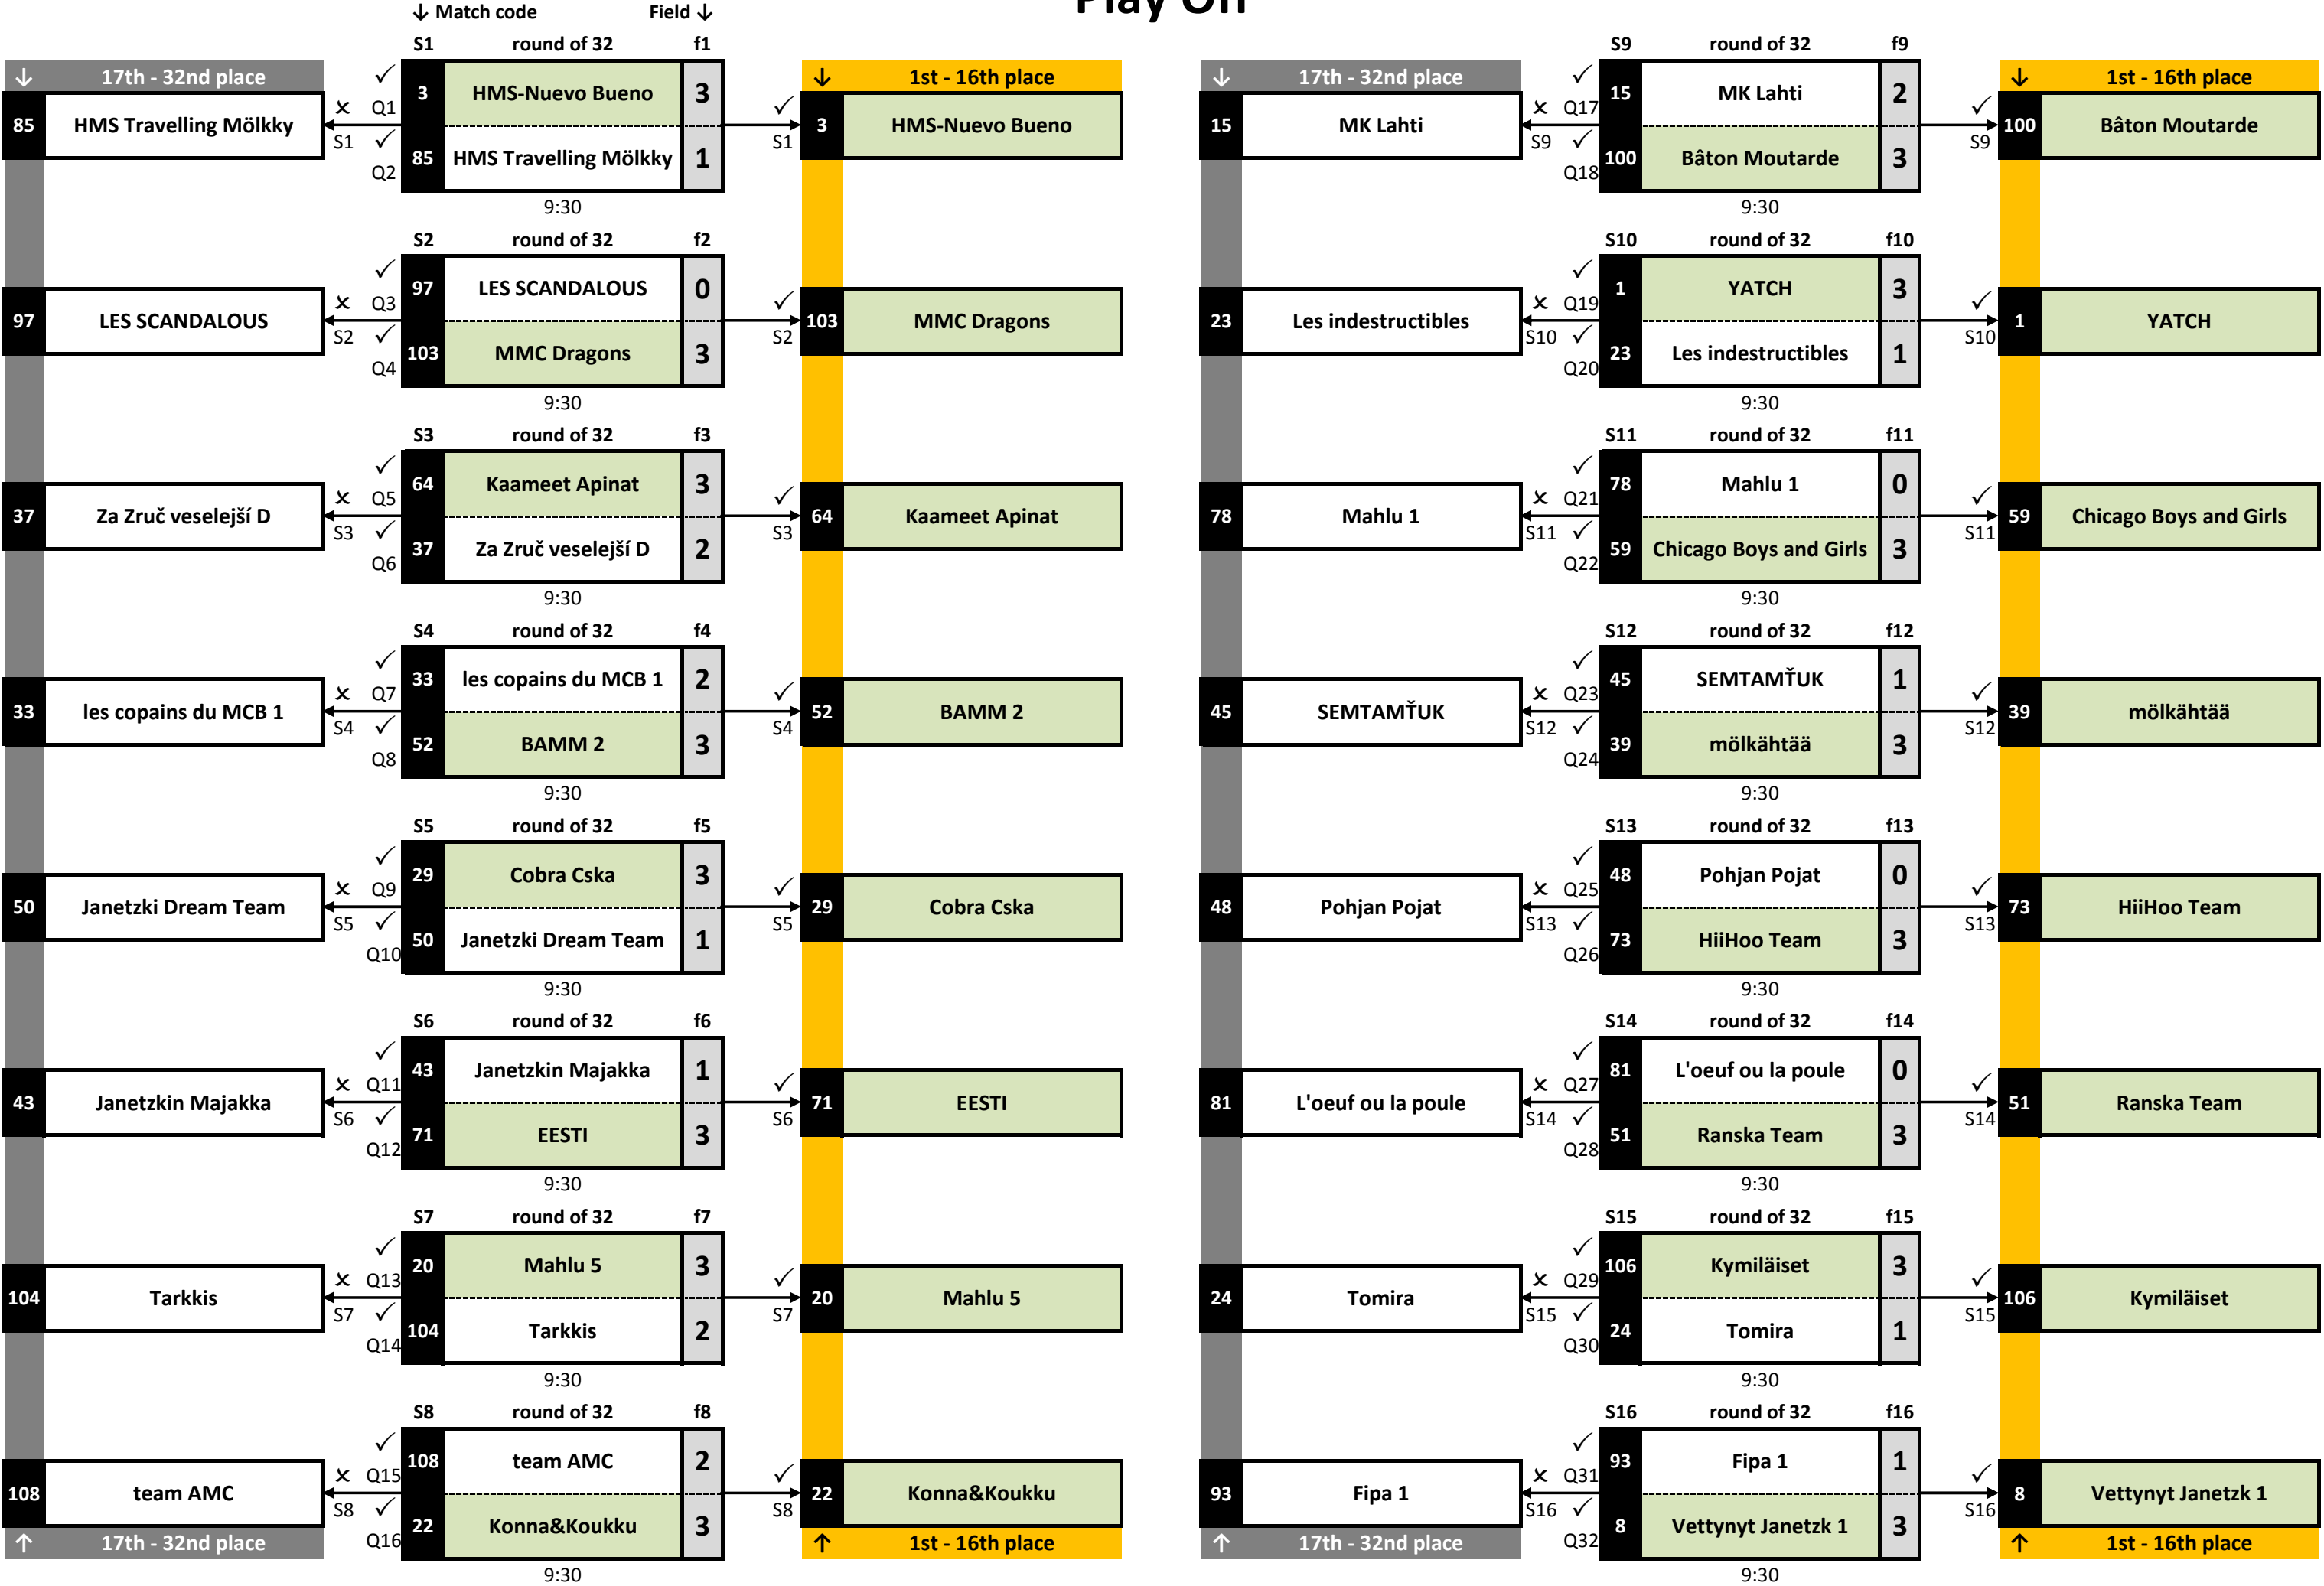 Play Off
↓ Match code Field ↓
S1 round of 32 f1
↓ 17th - 32nd place
↓ 1st - 16th place
85 HMS Travelling Mölkky
✗ Q1
S1 ✓
Q2
3 HMS-Nuevo Bueno 3
85 HMS Travelling Mölkky 1
✓
S1
3 HMS-Nuevo Bueno
9:30
S2 round of 32 f2
97 LES SCANDALOUS
✗ Q3
S2 ✓
Q4
97 LES SCANDALOUS 0
103 MMC Dragons 3
✓
S2
103 MMC Dragons
9:30
S3 round of 32 f3
37 Za Zruč veselejší D
✗ Q5
S3 ✓
Q6
64 Kaameet Apinat 3
37 Za Zruč veselejší D 2
✓
S3
64 Kaameet Apinat
9:30
S4 round of 32 f4
33 les copains du MCB 1
✗ Q7
S4 ✓
Q8
33 les copains du MCB 1 2
52 BAMM 2 3
✓
S4
52 BAMM 2
9:30
S5 round of 32 f5
50 Janetzki Dream Team
✗ Q9
S5 ✓
Q10
29 Cobra Cska 3
50 Janetzki Dream Team 1
✓
S5
29 Cobra Cska
9:30
S6 round of 32 f6
43 Janetzkin Majakka
✗ Q11
S6 ✓
Q12
43 Janetzkin Majakka 1
71 EESTI 3
✓
S6
71 EESTI
9:30
S7 round of 32 f7
104 Tarkkis
✗ Q13
S7 ✓
Q14
20 Mahlu 5 3
104 Tarkkis 2
✓
S7
20 Mahlu 5
9:30
S8 round of 32 f8
108 team AMC
✗ Q15
S8 ✓
Q16
108 team AMC 2
22 Konna&Koukku 3
✓
S8
22 Konna&Koukku
↑ 17th - 32nd place
↑ 1st - 16th place
9:30
S9 round of 32 f9
↓ 17th - 32nd place
↓ 1st - 16th place
15 MK Lahti
✗ Q17
S9 ✓
Q18
15 MK Lahti 2
100 Bâton Moutarde 3
✓
S9
100 Bâton Moutarde
9:30
S10 round of 32 f10
23 Les indestructibles
✗ Q19
S10 ✓
Q20
1 YATCH 3
23 Les indestructibles 1
✓
S10
1 YATCH
9:30
S11 round of 32 f11
78 Mahlu 1
✗ Q21
S11 ✓
Q22
78 Mahlu 1 0
59 Chicago Boys and Girls 3
✓
S11
59 Chicago Boys and Girls
9:30
S12 round of 32 f12
45 SEMTAMŤUK
✗ Q23
S12 ✓
Q24
45 SEMTAMŤUK 1
39 mölkähtää 3
✓
S12
39 mölkähtää
9:30
S13 round of 32 f13
48 Pohjan Pojat
✗ Q25
S13 ✓
Q26
48 Pohjan Pojat 0
73 HiiHoo Team 3
✓
S13
73 HiiHoo Team
9:30
S14 round of 32 f14
81 L'oeuf ou la poule
✗ Q27
S14 ✓
Q28
81 L'oeuf ou la poule 0
51 Ranska Team 3
✓
S14
51 Ranska Team
9:30
S15 round of 32 f15
24 Tomira
✗ Q29
S15 ✓
Q30
106 Kymiläiset 3
24 Tomira 1
✓
S15
106 Kymiläiset
9:30
S16 round of 32 f16
93 Fipa 1
✗ Q31
S16 ✓
Q32
93 Fipa 1 1
8 Vettynyt Janetzk 1 3
✓
S16
8 Vettynyt Janetzk 1
↑ 17th - 32nd place
↑ 1st - 16th place
9:30